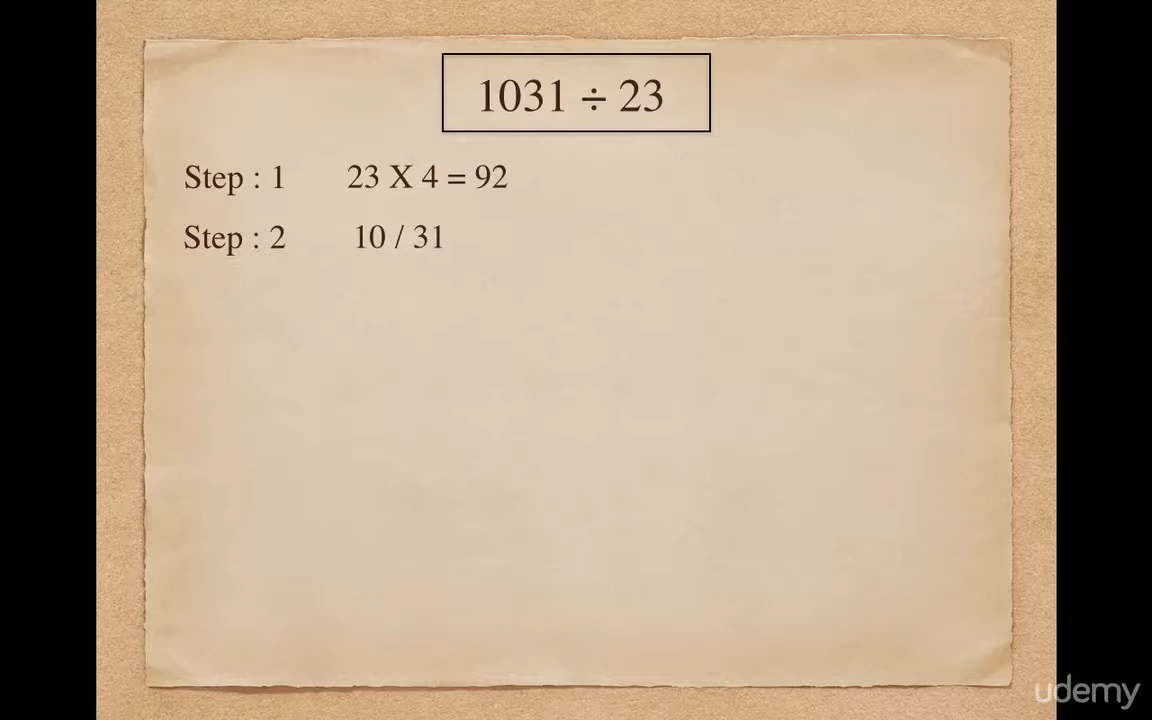 1031 ÷ 23
Step : 1 23 X 4 = 92
Step : 2 10 / 31
udemy